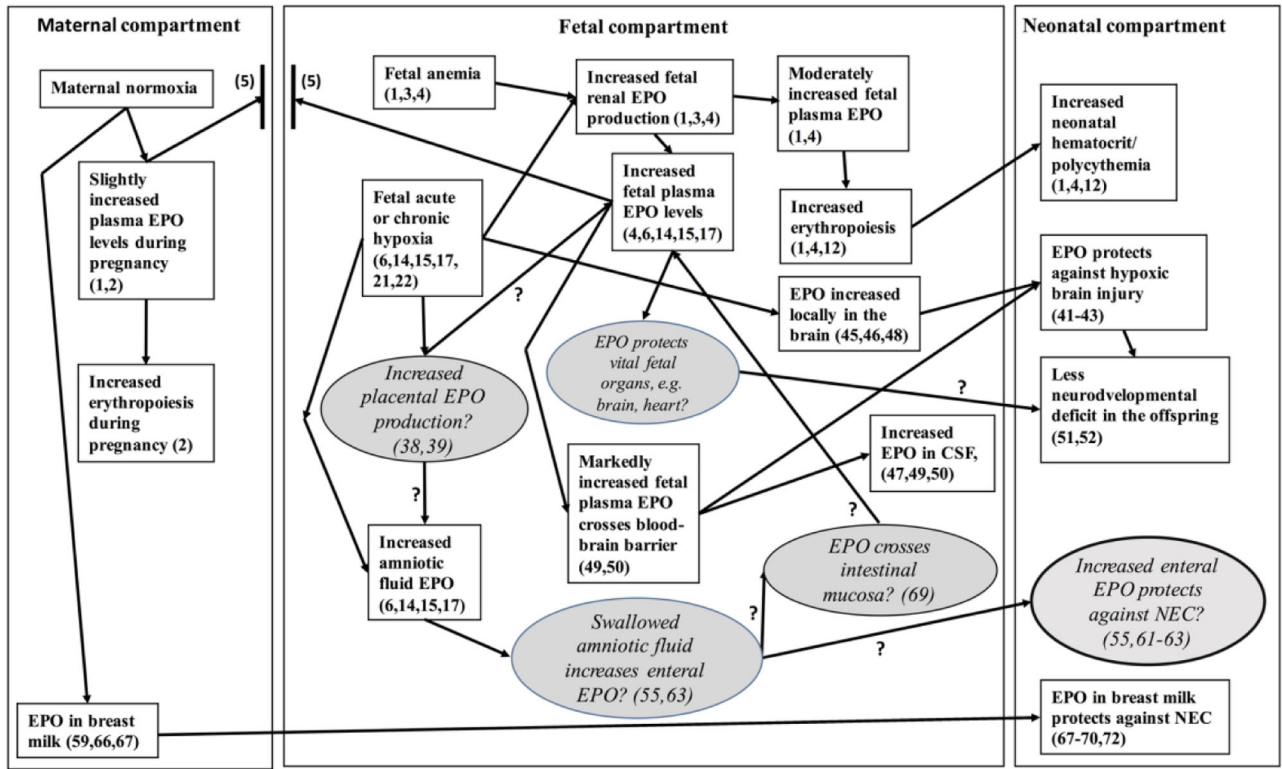 Maternal compartment
Maternal normoxia
(5)
Slightly
increased
plasma EPO
levels during
pregnancy
(1,2)
Increased
erythropoiesis
during
pregnancy (2)
EPO in breast
milk (59,66,67)
Fetal compartment
(5)
Fetal anemia
(1,3,4)
Increased fetal
renal EPO
production (1,3,4)
Moderately
increased fetal
plasma EPO
(1,4)
Fetal acute
or chronic
hypoxia
(6,14,15,17,
21,22)
Increased
fetal plasma
EPO levels
(4,6,14,15,17)
Increased
erythropoiesis
(1,4,12)
?
EPO increased
locally in the
brain (45,46,48)
Increased
placental EPO
production?
(38,39)
EPO protects
vital fetal
organs, e.g.
brain, heart?
?
Increased
EPO in CSF,
(47,49,50)
?
Markedly
increased fetal
plasma EPO
crosses blood-
brain barrier
(49,50)
?
Increased
amniotic
fluid EPO
(6,14,15,17)
EPO crosses
intestinal
mucosa? (69)
Swallowed
amniotic fluid
increases enteral
EPO? (55,63)
?
?
Neonatal compartment
Increased
neonatal
hematocrit/
polycythemia
(1,4,12)
EPO protects
against hypoxic
brain injury
(41-43)
Less
neurodvelopmental
deficit in the offspring
(51,52)
Increased enteral
EPO protects
against NEC?
(55,61-63)
EPO in breast milk
protects against NEC
(67-70,72)